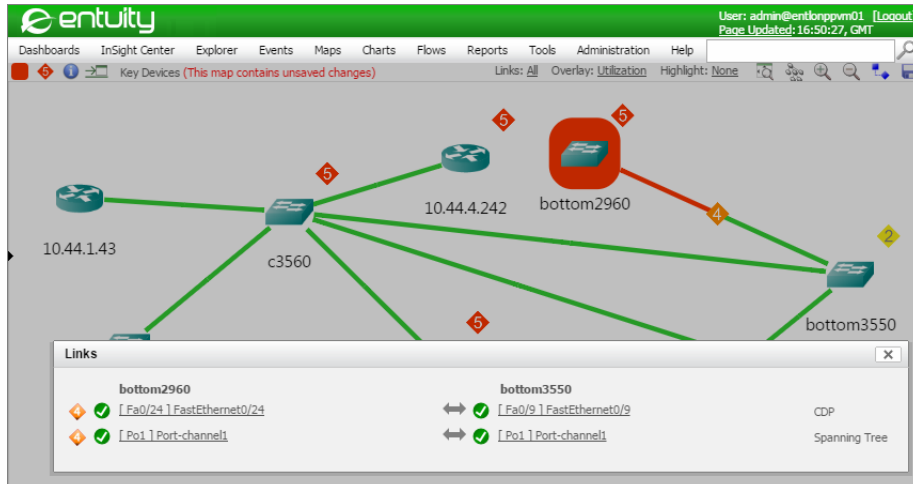 entuity
User: admin@entlonppvm01 [Logout
Page Updated: 16:50:27, GMT
Dashboards InSight Center Explorer Events Maps Charts Flows Reports Tools Administration Help
5 Key Devices (This map contains unsaved changes) Links: All Overlay: Utilization Highlight: None
5 5
5
bottom2960
10.44.4.242 4
2
10.44.1.43
c3560
5
bottom3550
Links
bottom2960 bottom3550
4 [ Fa0/24 ] FastEthernet0/24 [ Fa0/9 ] FastEthernet0/9 CDP
4 [ Po1 ] Port-channel1 [ Po1 ] Port-channel1 Spanning Tree